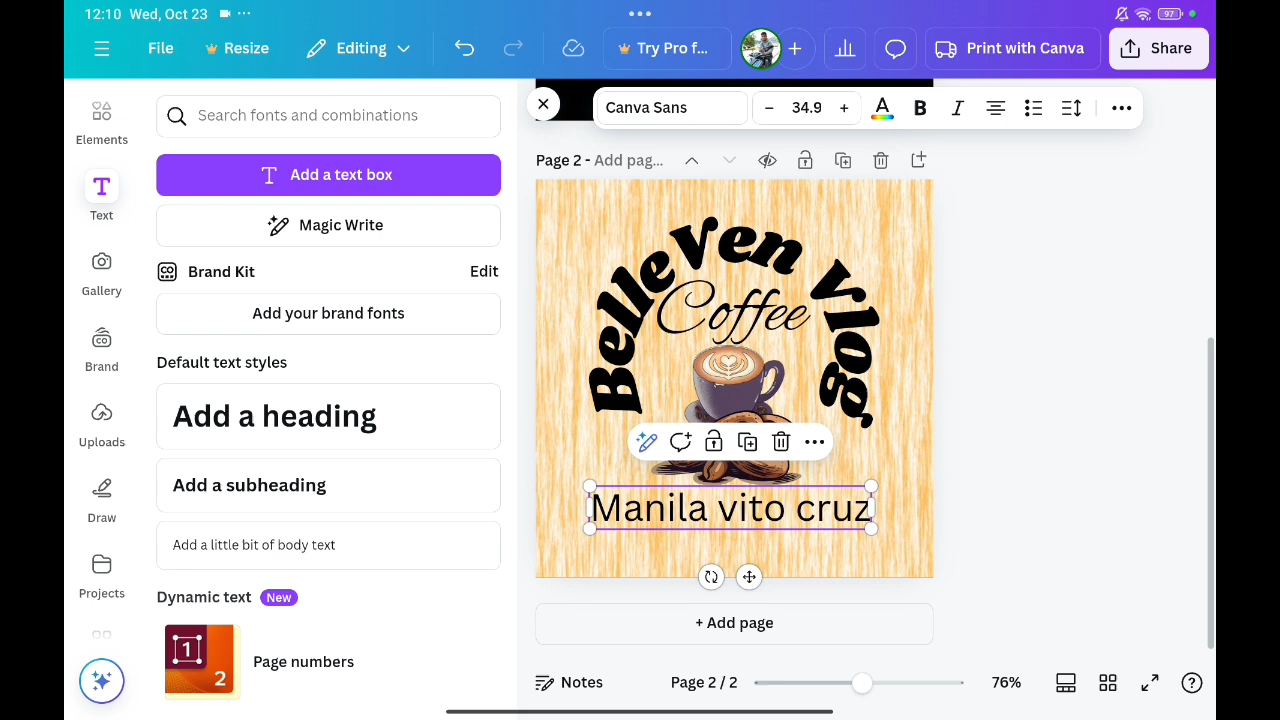 12:10 Wed, Oct 23
97
File
Resize
Editing
Try Pro f...
Print with Canva
Share
Elements
Text
Gallery
Brand
Uploads
Draw
Projects
Search fonts and combinations
Add a text box
Magic Write
Brand Kit
Edit
Add your brand fonts
Default text styles
Add a heading
Add a subheading
Add a little bit of body text
Dynamic text New
1
2
Page numbers
Canva Sans
– 34.9 +
A B I
Page 2 - Add pag...
BelleVen Vlog
Coffee
Manila vito cruz
+ Add page
Notes
Page 2 / 2
76%